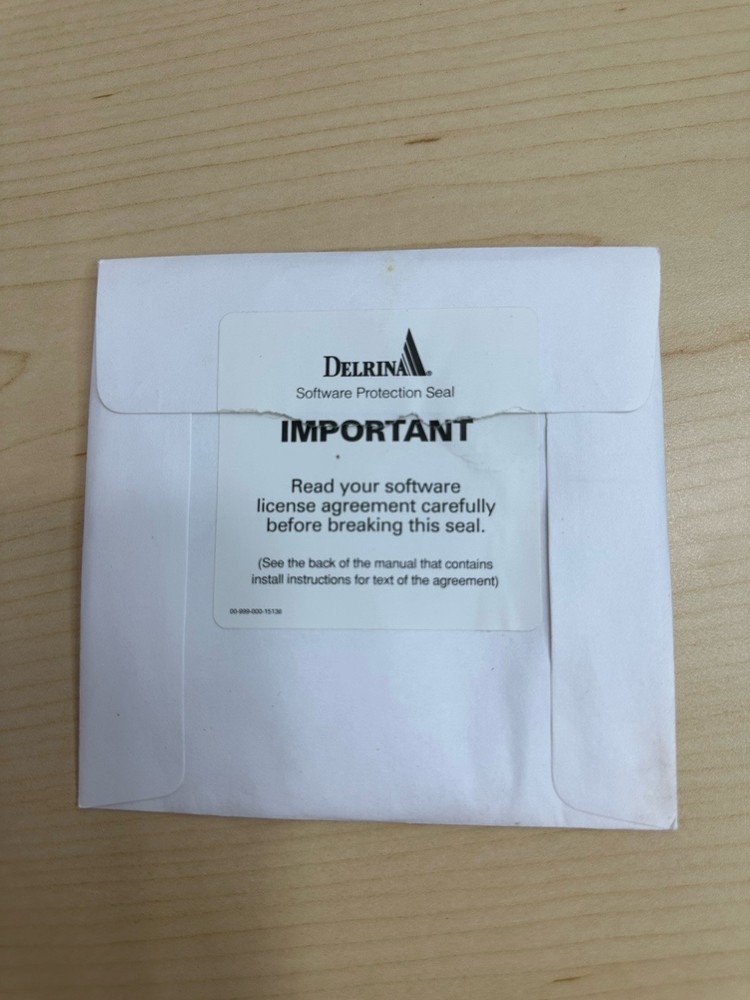 DELRINA®
Software Protection Seal
IMPORTANT
Read your software
license agreement carefully
before breaking this seal.
(See the back of the manual that contains
install instructions for text of the agreement)
00-999-000-15136